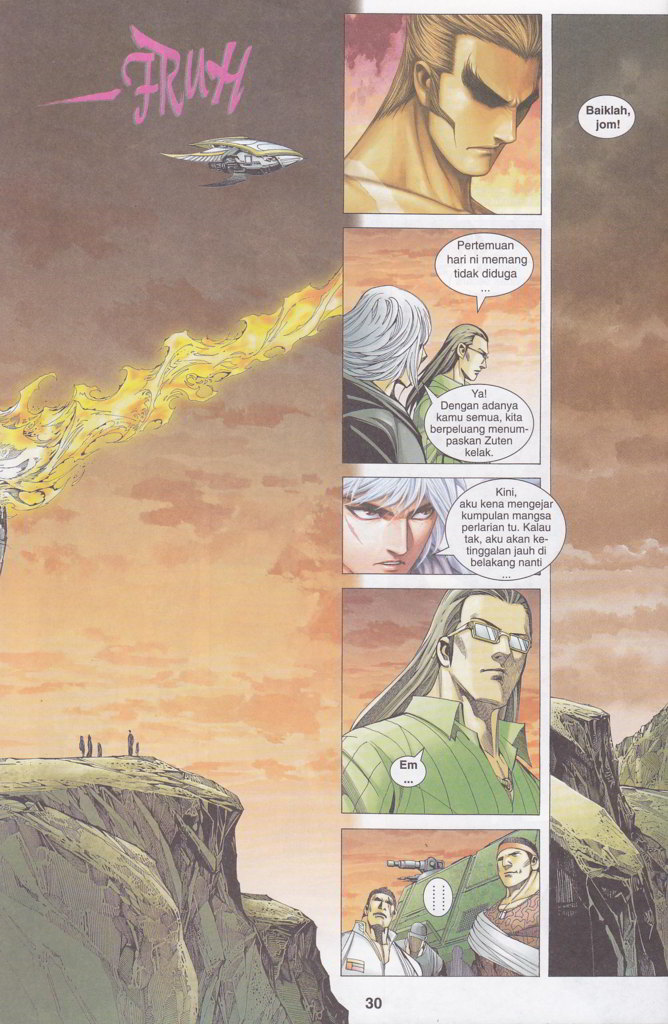 FRUH
Pertemuan
hari ni memang
tidak diduga
...
Ya!
Dengan adanya
kamu semua, kita
berpeluang menum-
paskan Zuten
kelak.
Kini,
aku kena mengejar
kumpulan mangsa
perlarian tu. Kalau
tak, aku akan ke-
tinggalan jauh di
belakang nanti
...
Em
...
......
Baiklah,
jom!
30